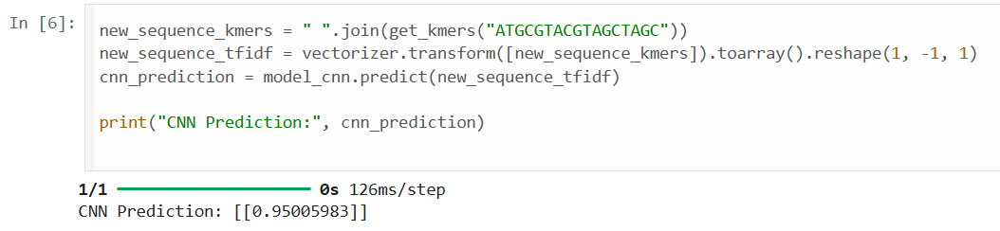 In [6]:
new_sequence_kmers = " ".join(get_kmers("ATGCGTACGTAGCTAGC"))
new_sequence_tfidf = vectorizer.transform([new_sequence_kmers]).toarray().reshape(1, -1, 1)
cnn_prediction = model_cnn.predict(new_sequence_tfidf)
print("CNN Prediction:", cnn_prediction)
1/1 ━━━━━━━━━━━━━━━━━━━━ 0s 126ms/step
CNN Prediction: [[0.95005983]]